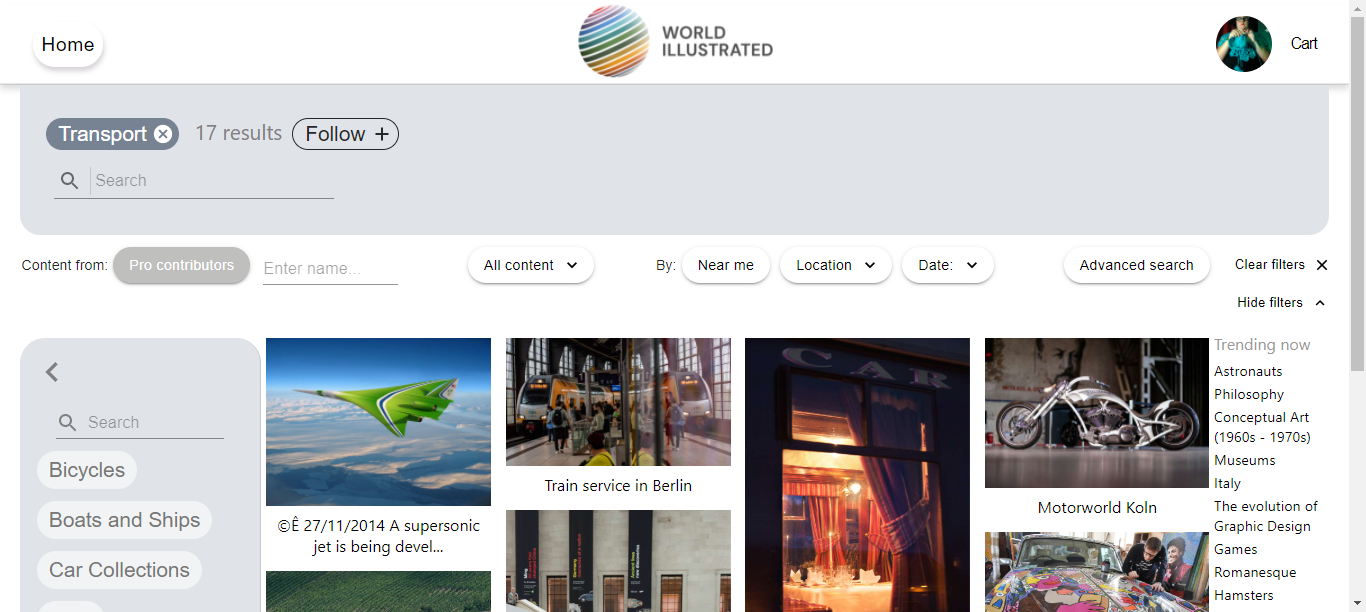 Home
WORLD
ILLUSTRATED
Cart
Transport
17 results
Follow +
Search
Content from:
Pro contributors
Enter name...
All content
By:
Near me
Location
Date:
Advanced search
Clear filters
Hide filters
Search
Bicycles
Boats and Ships
Car Collections
©Ê 27/11/2014 A supersonic
jet is being devel...
Train service in Berlin
CAR
Motorworld Koln
Trending now
Astronauts
Philosophy
Conceptual Art
(1960s - 1970s)
Museums
Italy
The evolution of
Graphic Design
Games
Romanesque
Hamsters